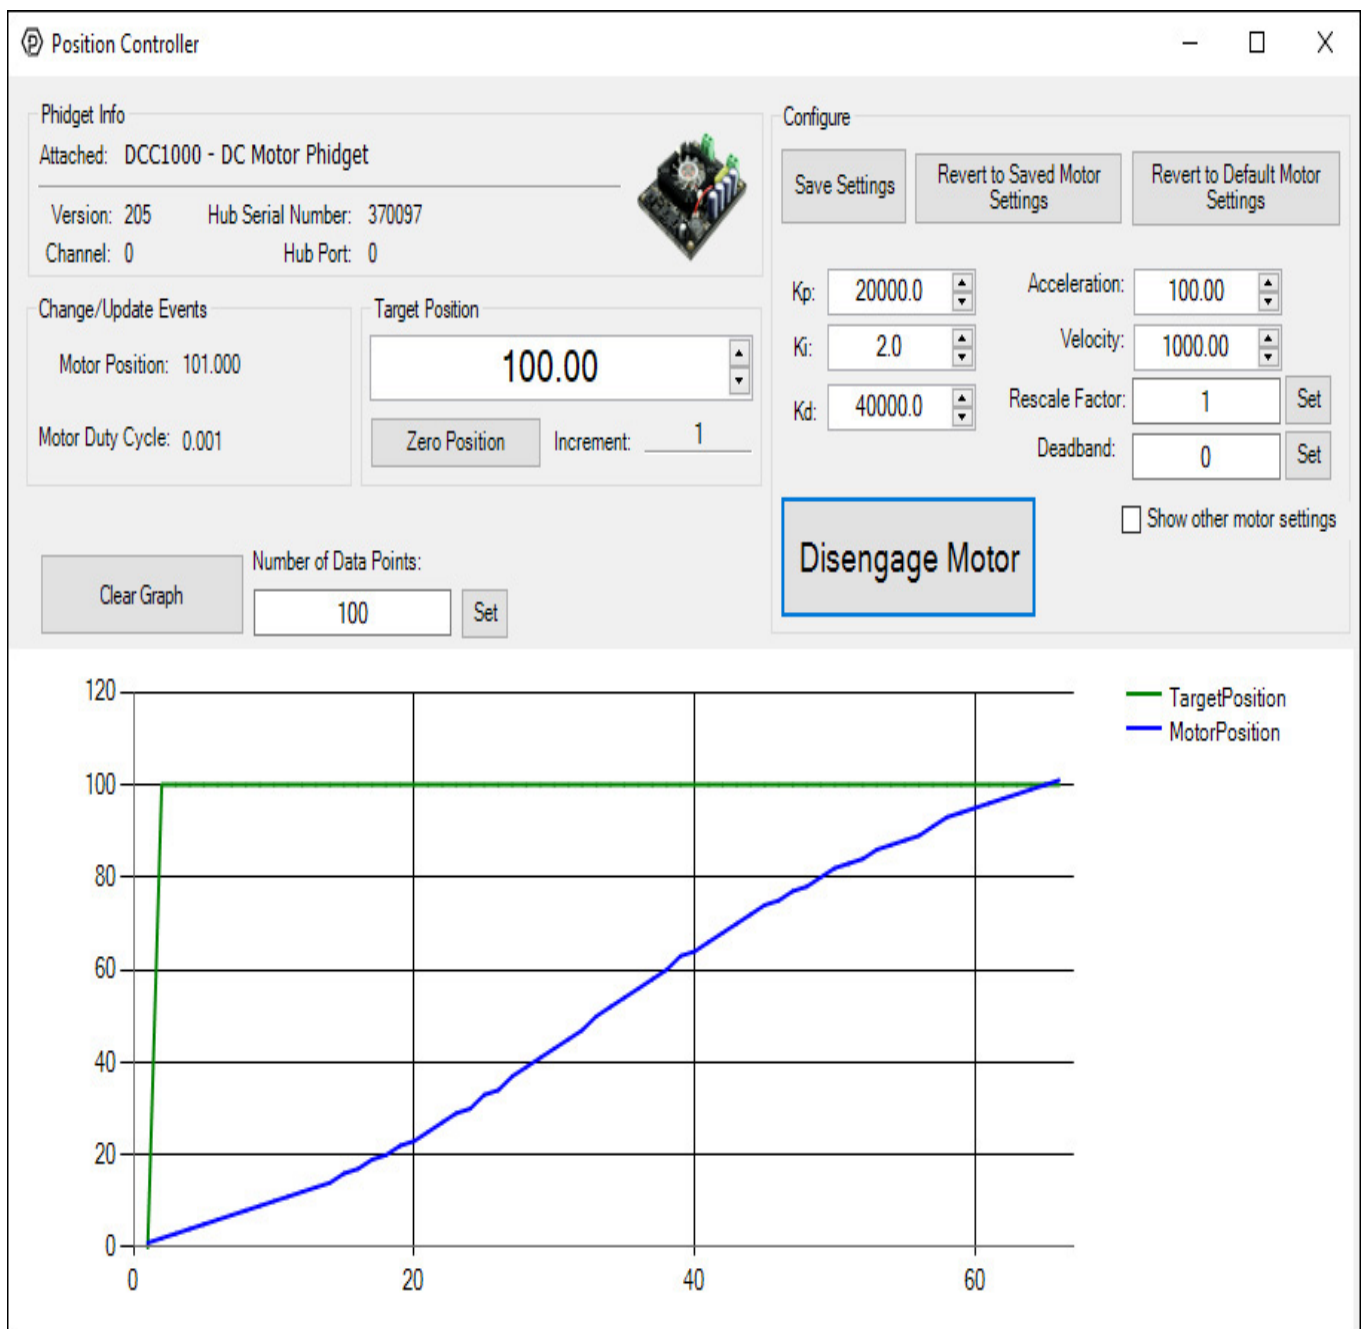 Position Controller
Phidget Info
Attached: DCC1000 - DC Motor Phidget
Version: 205 Hub Serial Number: 370097
Channel: 0 Hub Port: 0
Change/Update Events
Motor Position: 101.000
Motor Duty Cycle: 0.001
Target Position
100.00
Zero Position Increment: 1
Configure
Save Settings
Revert to Saved Motor
Settings
Revert to Default Motor
Settings
Kp: 20000.0 Acceleration: 100.00
Ki: 2.0 Velocity: 1000.00
Kd: 40000.0 Rescale Factor: 1 Set
Deadband: 0 Set
Show other motor settings
Disengage Motor
Clear Graph
Number of Data Points:
100 Set
120
100
80
60
40
20
0
0 20 40 60
TargetPosition
MotorPosition